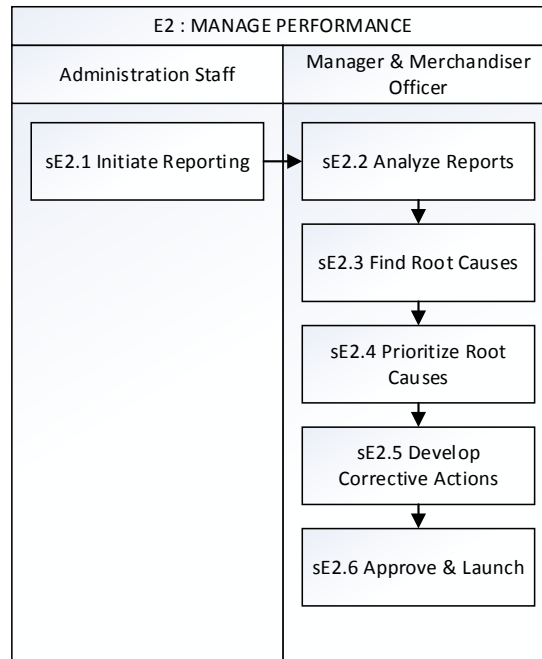 E2 : MANAGE PERFORMANCE
Administration Staff
Manager & Merchandiser
Officer
sE2.1 Initiate Reporting
sE2.2 Analyze Reports
sE2.3 Find Root Causes
sE2.4 Prioritize Root
Causes
sE2.5 Develop
Corrective Actions
sE2.6 Approve & Launch